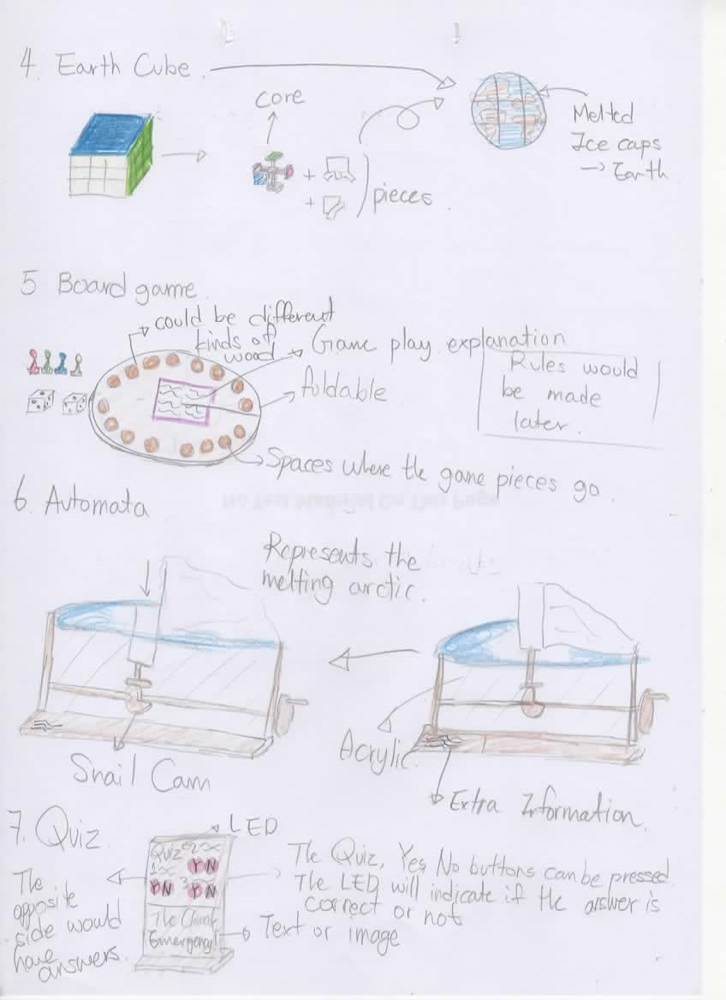 4. Earth Cube.
core
Melted
Ice caps
→ Earth
+
+
pieces.
5 Board game.
could be different
kinds of
wood
Game play explanation
foldable
Rules would
be made
later.
Spaces where the game pieces go.
6. Automata
Represents the
melting arctic.
Snail Cam
Acrylic
Extra Information.
7. Quiz.
LED
Quiz 2
1
Y N
Y N 3 Y N
The Climate
Emergency!
The
opposite
side would
have
answers.
The Quiz, Yes, No buttons can be pressed.
The LED will indicate if the answer is
correct or not
Text or image